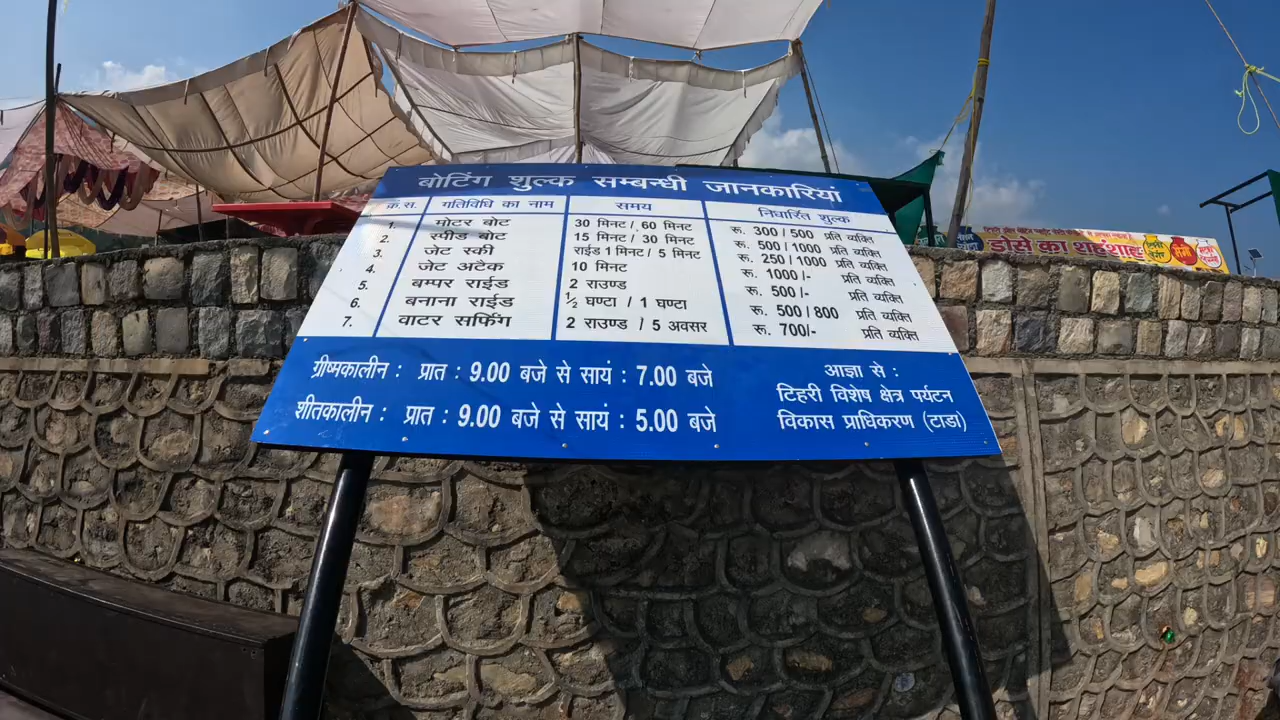 बोटिंग शुल्क सम्बन्धी जानकारियां
क्र.स. गतिविधि का नाम समय निर्धारित शुल्क
1. मोटर बोट 30 मिनट / 60 मिनट रू. 300 / 500 प्रति व्यक्ति
2. स्पीड बोट 15 मिनट / 30 मिनट रू. 500 / 1000 प्रति व्यक्ति
3. जेट स्की राईड 1 मिनट / 5 मिनट रू. 250 / 1000 प्रति व्यक्ति
4. जेट अटेक 10 मिनट रू. 1000 /- प्रति व्यक्ति
5. बम्पर राईड 2 राउण्ड रू. 500 /- प्रति व्यक्ति
6. बनाना राईड ½ घण्टा / 1 घण्टा रू. 500 / 800 प्रति व्यक्ति
7. वाटर सर्फिंग 2 राउण्ड / 5 अवसर रू. 700/- प्रति व्यक्ति
ग्रीष्मकालीन : प्रात : 9.00 बजे से सायं : 7.00 बजे
शीतकालीन : प्रात : 9.00 बजे से सायं : 5.00 बजे
आज्ञा से :
टिहरी विशेष क्षेत्र पर्यटन
विकास प्राधिकरण (टाडा)
डोसे का शहंशाह